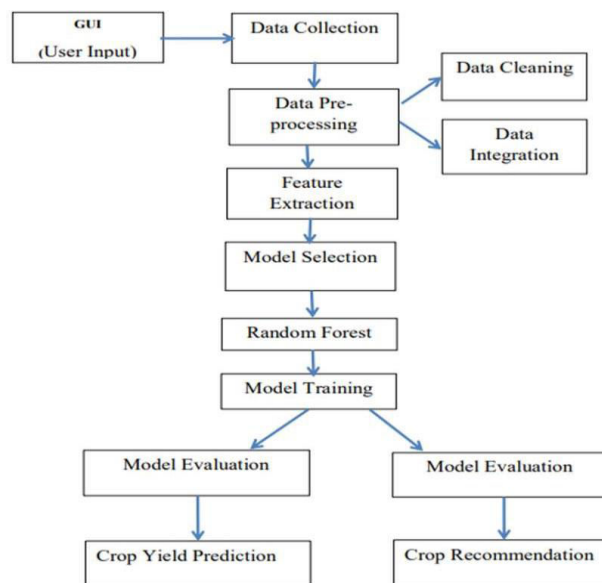 GUI
(User Input)
Data Collection
Data Cleaning
Data Pre-
processing
Data
Integration
Feature
Extraction
Model Selection
Random Forest
Model Training
Model Evaluation
Model Evaluation
Crop Yield Prediction
Crop Recommendation